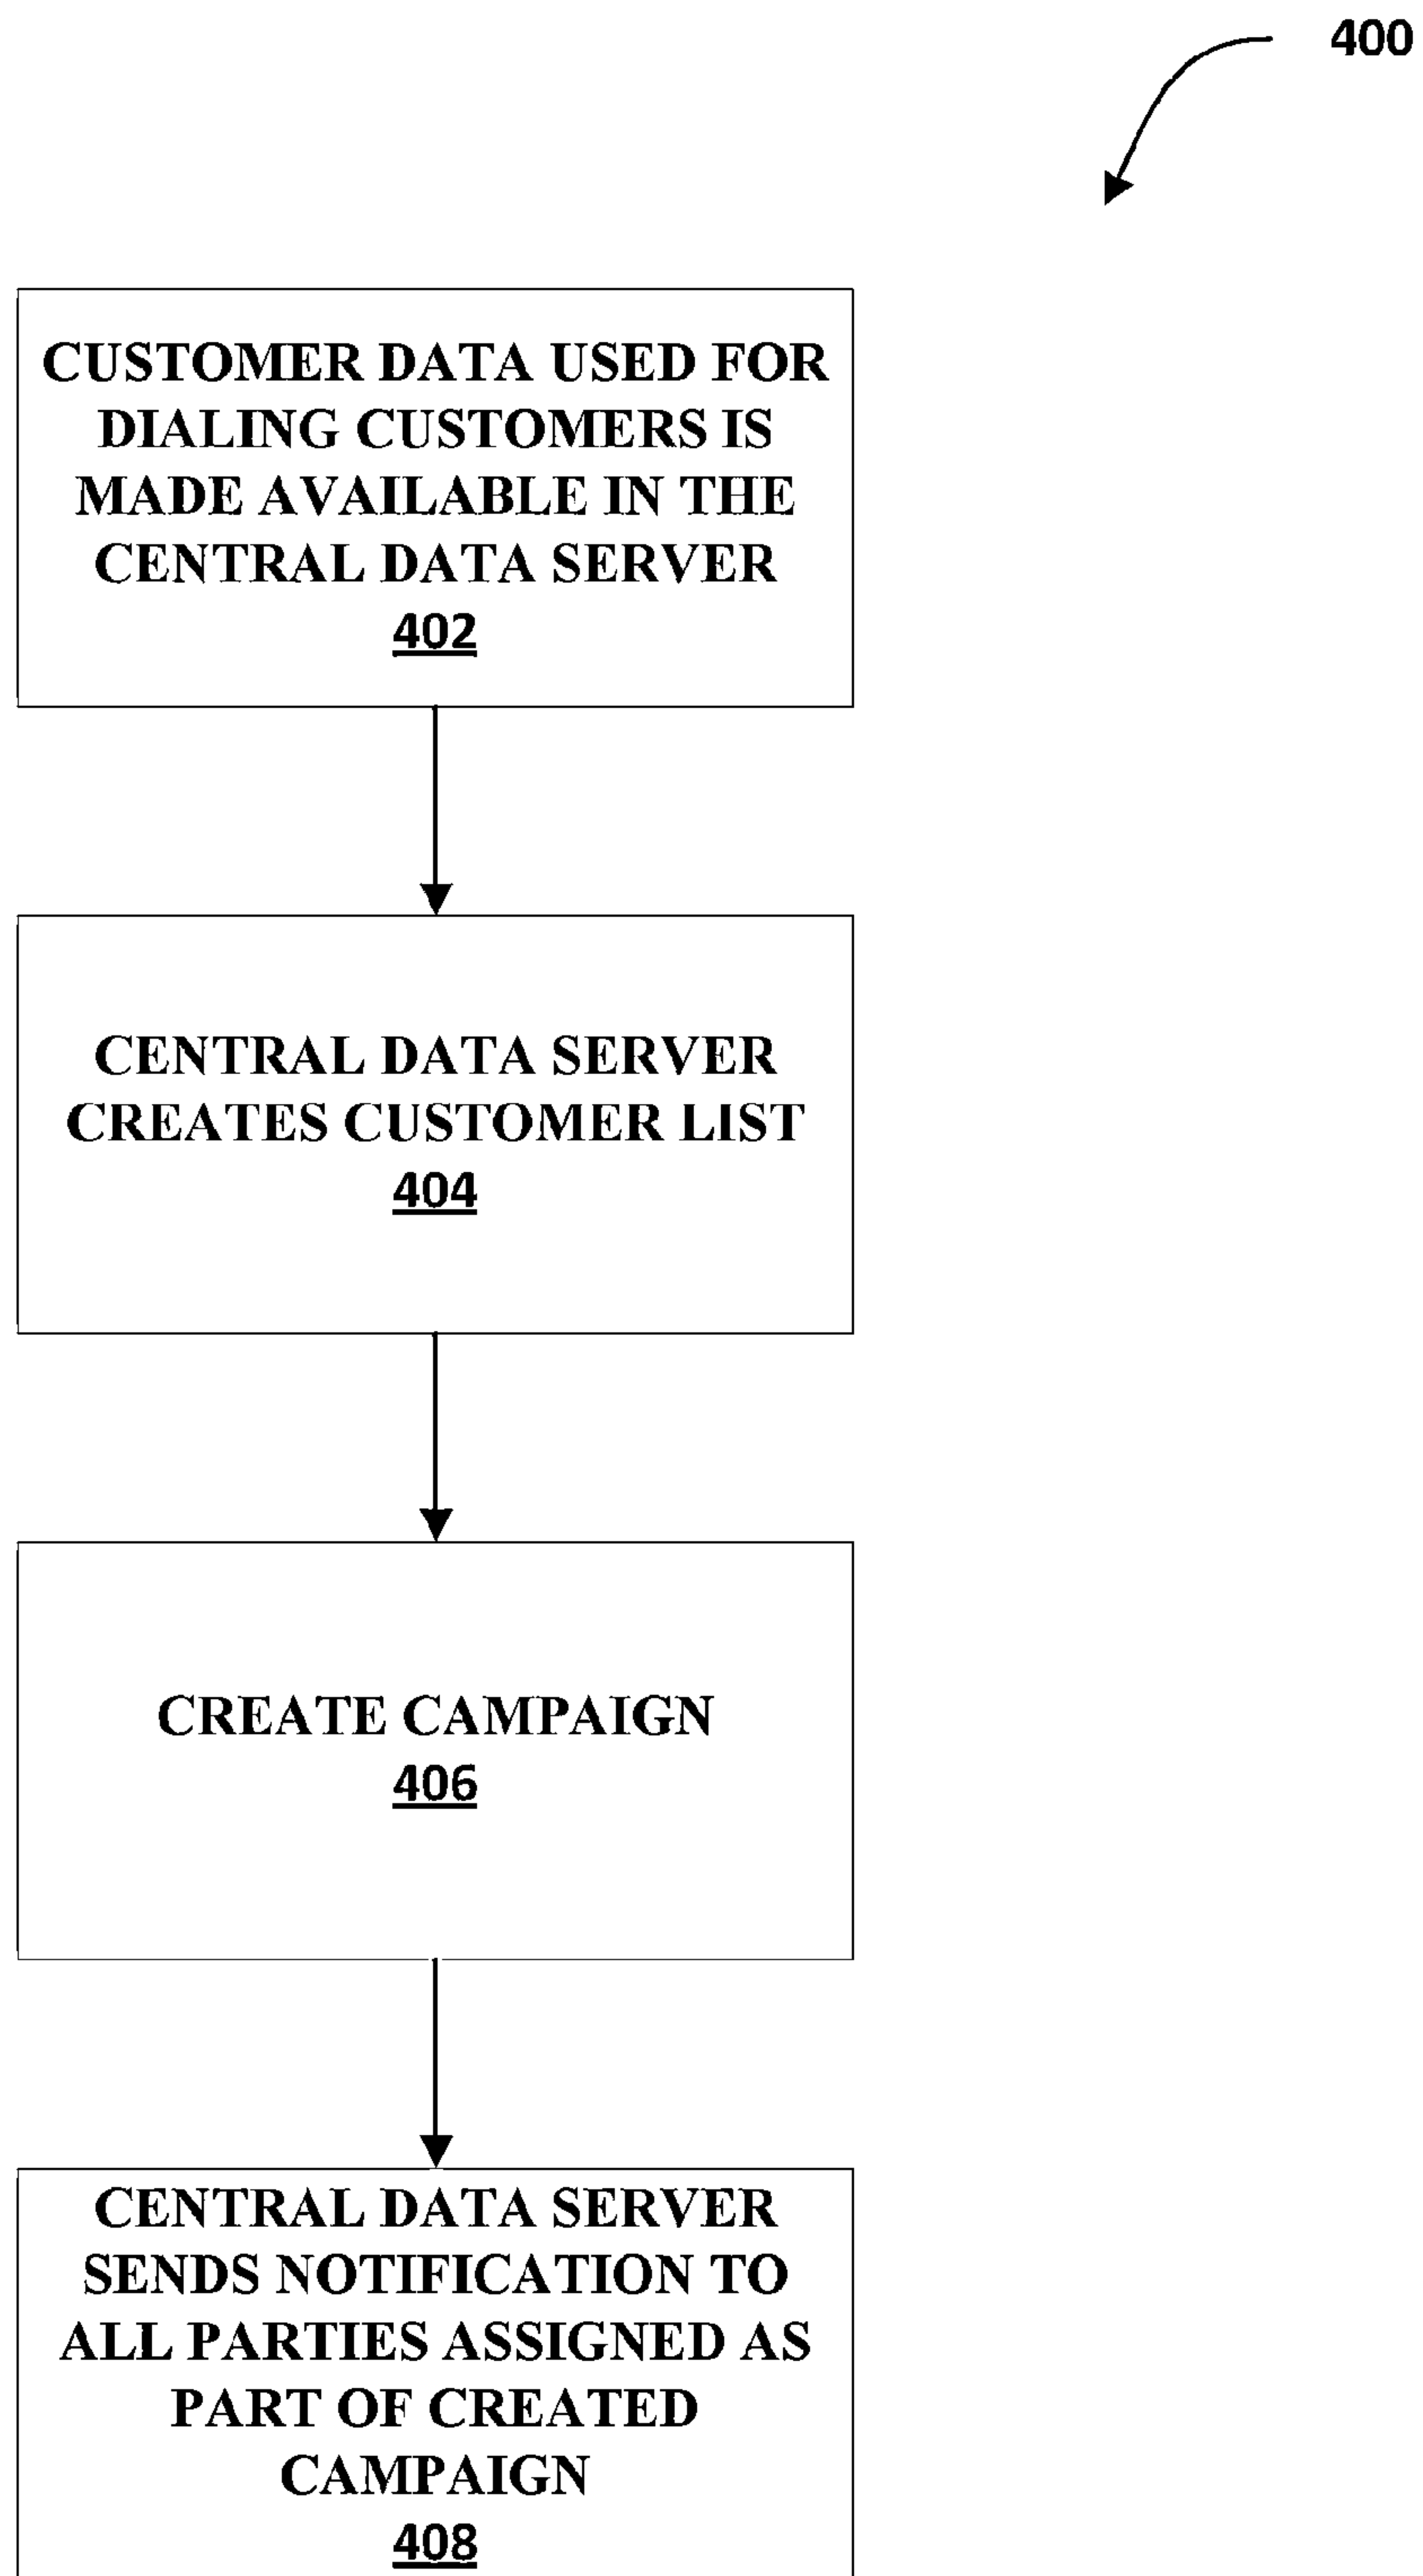 400
CUSTOMER DATA USED FOR
DIALING CUSTOMERS IS
MADE AVAILABLE IN THE
CENTRAL DATA SERVER
402
CENTRAL DATA SERVER
CREATES CUSTOMER LIST
404
CREATE CAMPAIGN
406
CENTRAL DATA SERVER
SENDS NOTIFICATION TO
ALL PARTIES ASSIGNED AS
PART OF CREATED
CAMPAIGN
408